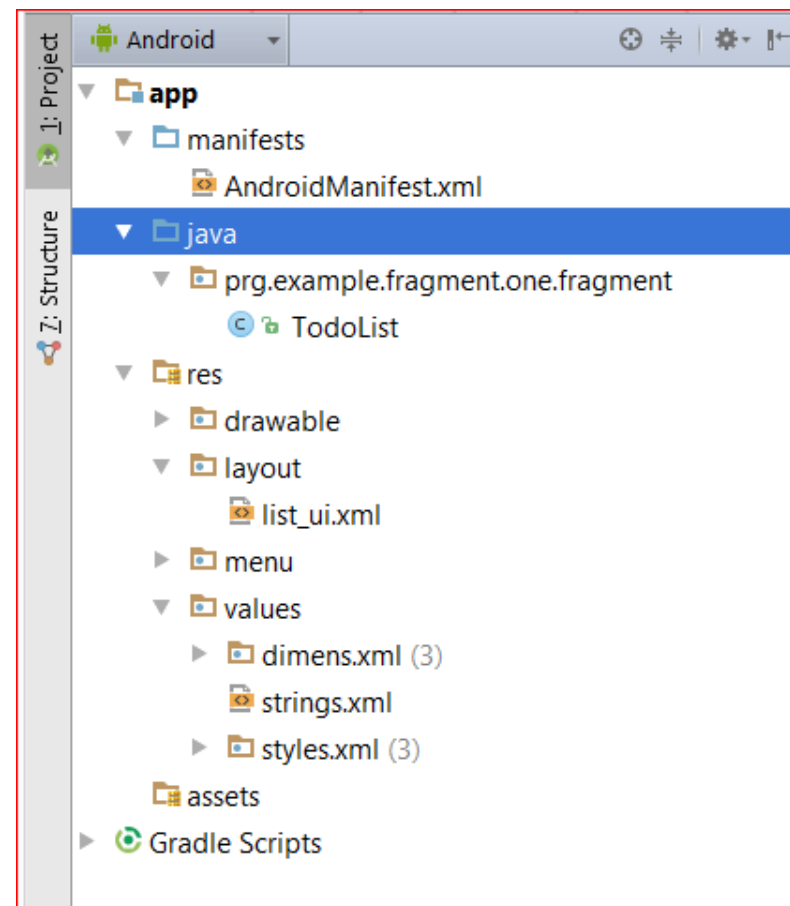 1: Project
7: Structure
Android
app
manifests
AndroidManifest.xml
java
prg.example.fragment.one.fragment
C TodoList
res
drawable
layout
list_ui.xml
menu
values
dimens.xml (3)
strings.xml
styles.xml (3)
assets
Gradle Scripts